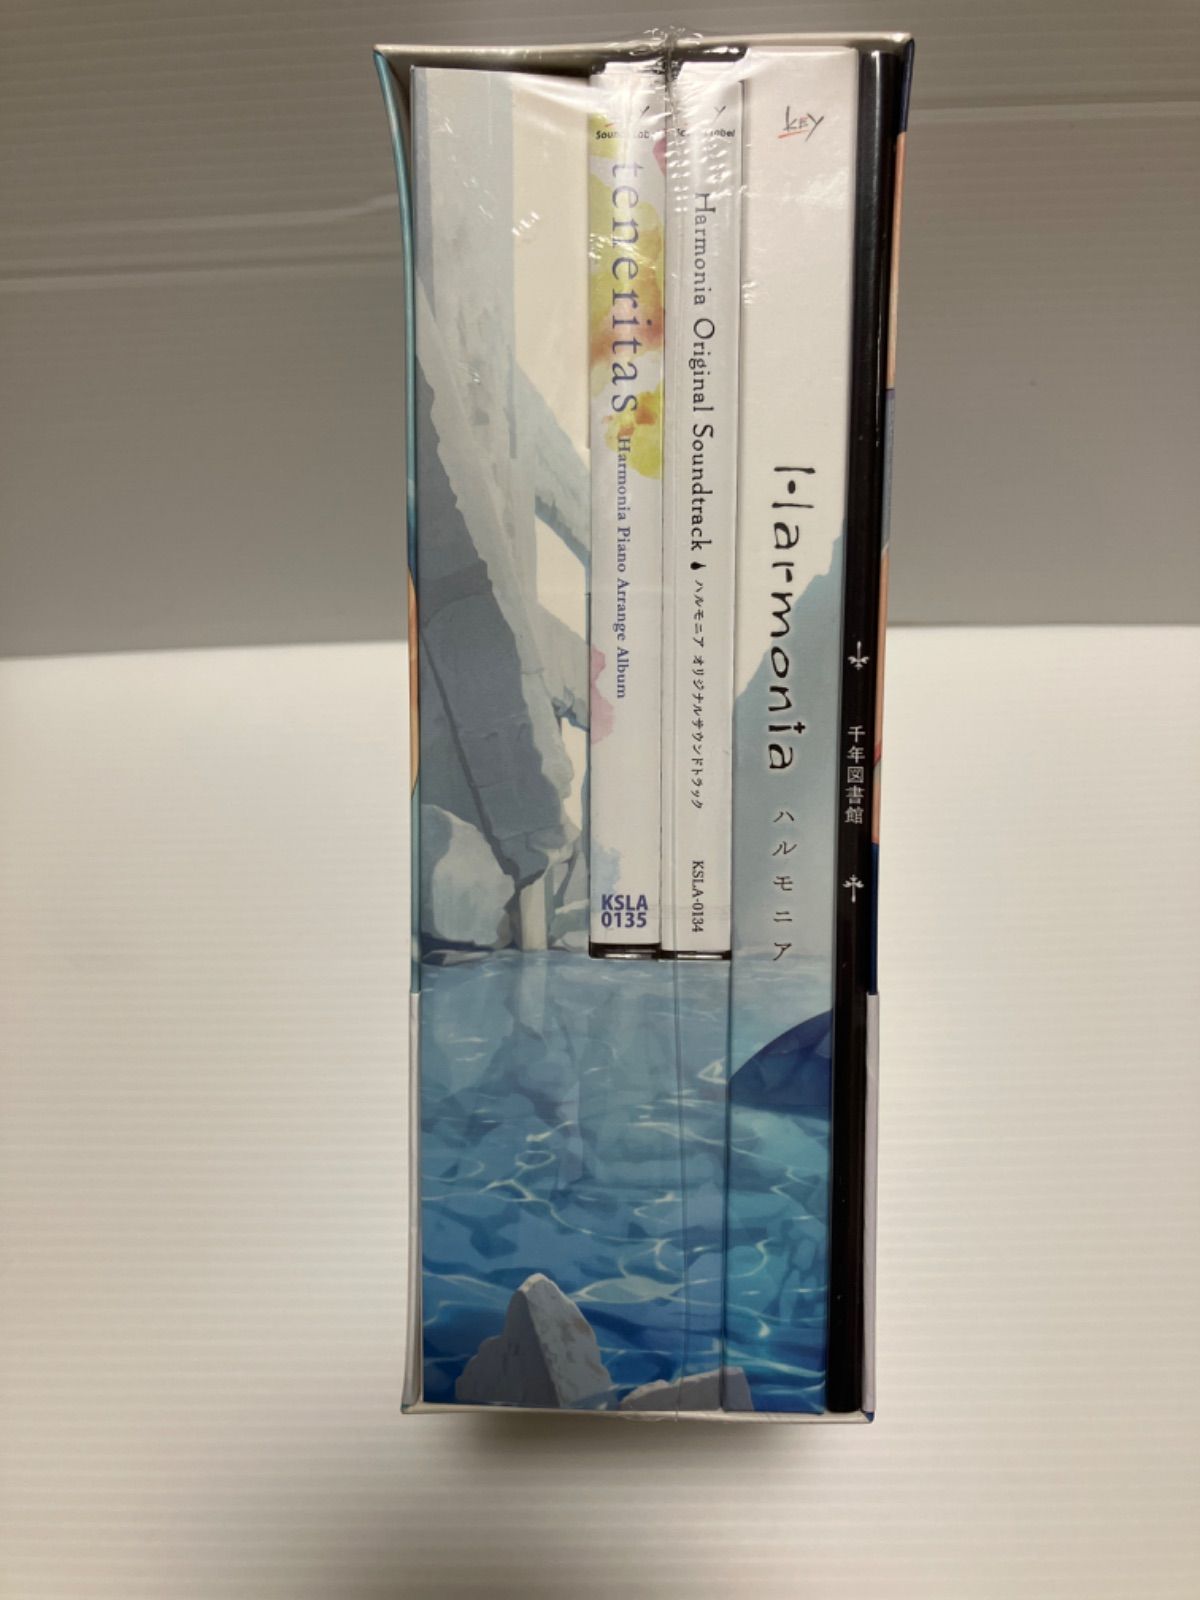 Sound Label
teneritas
Harmonia Piano Arrange Album
KSLA
0135
Harmonia Original Soundtrack
ハルモニア オリジナルサウンドトラック
KSLA-0134
KEY
Harmonia
ハルモニア
千年図書館